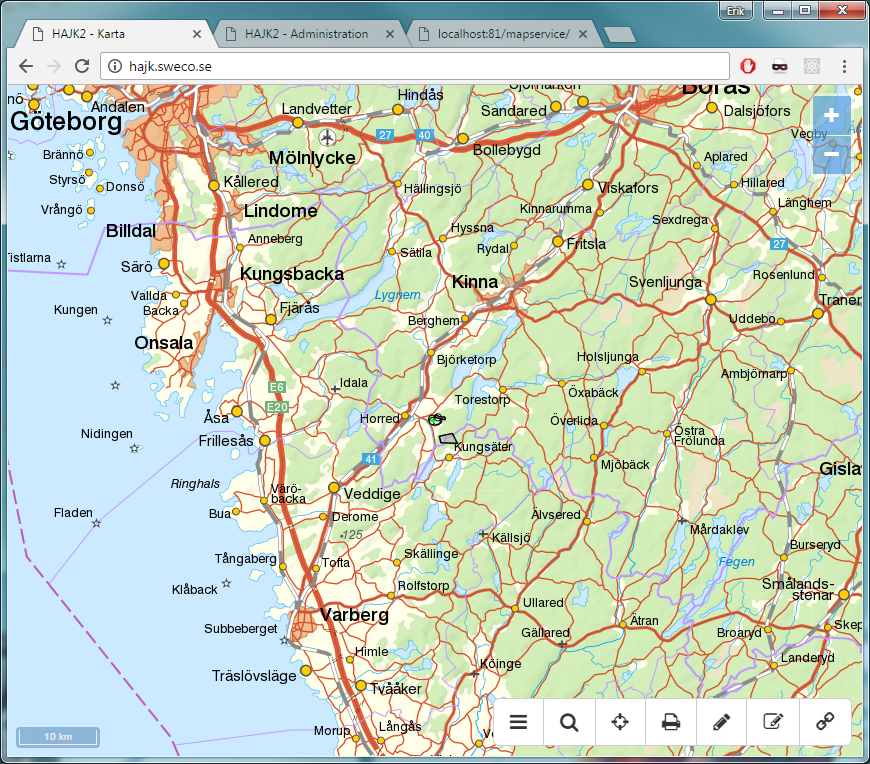 Erik
HAJK2 - Karta
HAJK2 - Administration
localhost:81/mapservice/
hajk.sweco.se
Göteborg
Andalen
Landvetter
Hindås
Sandared
Borås
Dalsjöfors
27
40
Bollebygd
Vegby
+
−
Brännö
Styrsö
Donsö
Vrångö
Mölnlycke
Kållered
Hällingsjö
Viskafors
Aplared
Hillared
Länghem
Lindome
Kinnarumma
Sexdrega
Billdal
Anneberg
Hyssna
Rydal
Fritsla
27
Särö
Sätila
Kungsbacka
Kinna
Svenljunga
Rosenlund
Vallda
Backa
Lygnern
Kungen
Fjärås
Berghem
Uddebo
Tranen
Onsala
Björketorp
Holsljunga
Ambjörnarp
E6
Idala
Torestorp
Öxabäck
E20
Åsa
Horred
Överlida
Nidingen
Frillesås
Östra
Frölunda
Kungsäter
41
Mjöbäck
Gisla
Ringhals
Värö-
backa
Veddige
Fladen
Bua
Derome
Älvsered
Mårdaklev
125
Källsjö
Burseryd
Tångaberg
Tofta
Skällinge
Fegen
Klåback
Rolfstorp
Smålands-
stenar
Varberg
Ullared
Subbeberget
Gällared
Ätran
Broaryd
Skep
Himle
Köinge
Landeryd
Träslövsläge
Tvååker
Morup
Långås
10 km